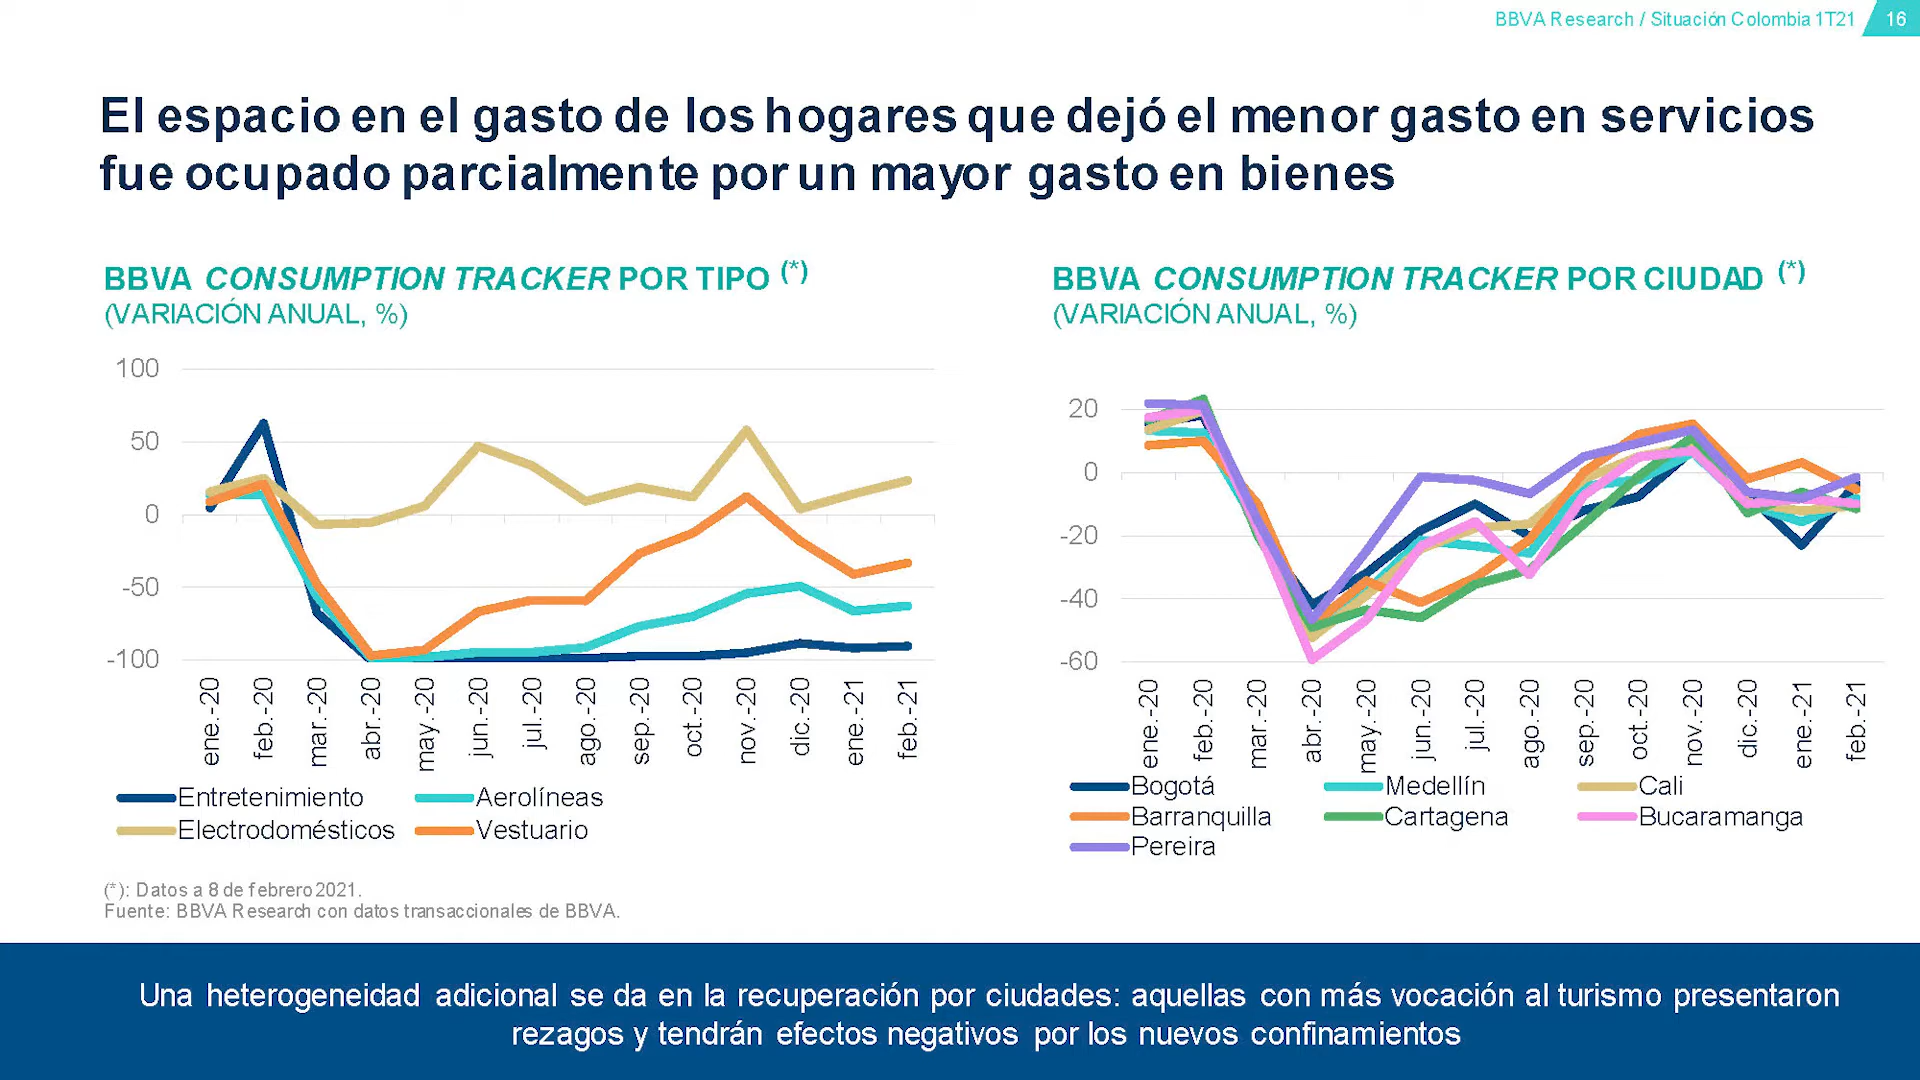 BBVA Research / Situación Colombia 1T21
16
El espacio en el gasto de los hogares que dejó el menor gasto en servicios
fue ocupado parcialmente por un mayor gasto en bienes
BBVA CONSUMPTION TRACKER POR TIPO (*)
(VARIACIÓN ANUAL, %)
100
50
0
-50
-100
ene.-20
feb.-20
mar.-20
abr.-20
may.-20
jun.-20
jul.-20
ago.-20
sep.-20
oct.-20
nov.-20
dic.-20
ene.-21
feb.-21
Entretenimiento
Aerolíneas
Electrodomésticos
Vestuario
BBVA CONSUMPTION TRACKER POR CIUDAD (*)
(VARIACIÓN ANUAL, %)
20
0
-20
-40
-60
ene.-20
feb.-20
mar.-20
abr.-20
may.-20
jun.-20
jul.-20
ago.-20
sep.-20
oct.-20
nov.-20
dic.-20
ene.-21
feb.-21
Bogotá
Medellín
Cali
Barranquilla
Cartagena
Bucaramanga
Pereira
(*): Datos a 8 de febrero 2021.
Fuente: BBVA Research con datos transaccionales de BBVA.
Una heterogeneidad adicional se da en la recuperación por ciudades: aquellas con más vocación al turismo presentaron
rezagos y tendrán efectos negativos por los nuevos confinamientos